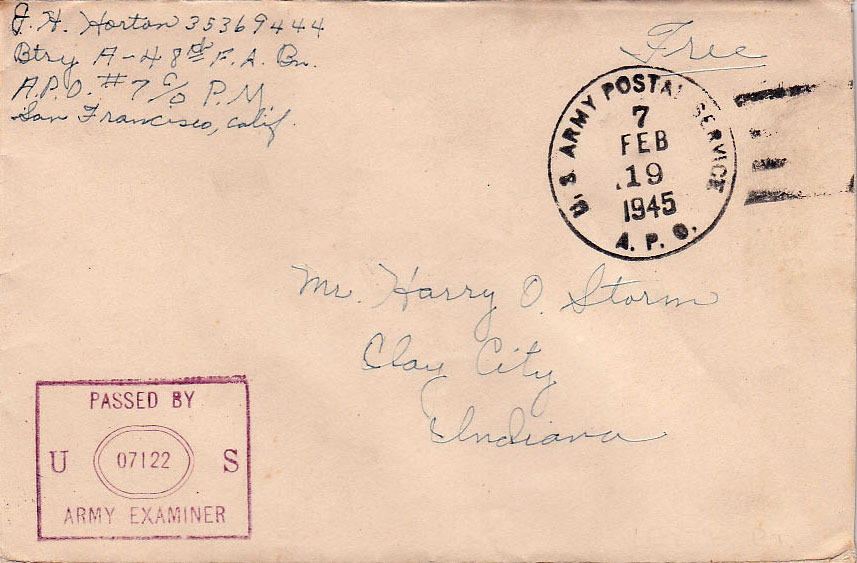 J. H. Horton 35369444
Btry A-48th F.A. Bn.
A.P.O. #7 c/o P.M
San Francisco, Calif.
Free
U. S. ARMY POSTAL SERVICE
7
FEB
19
1945
A. P. O.
Mr. Harry O. Storm
Clay City
Indiana
PASSED BY
U 07122 S
ARMY EXAMINER